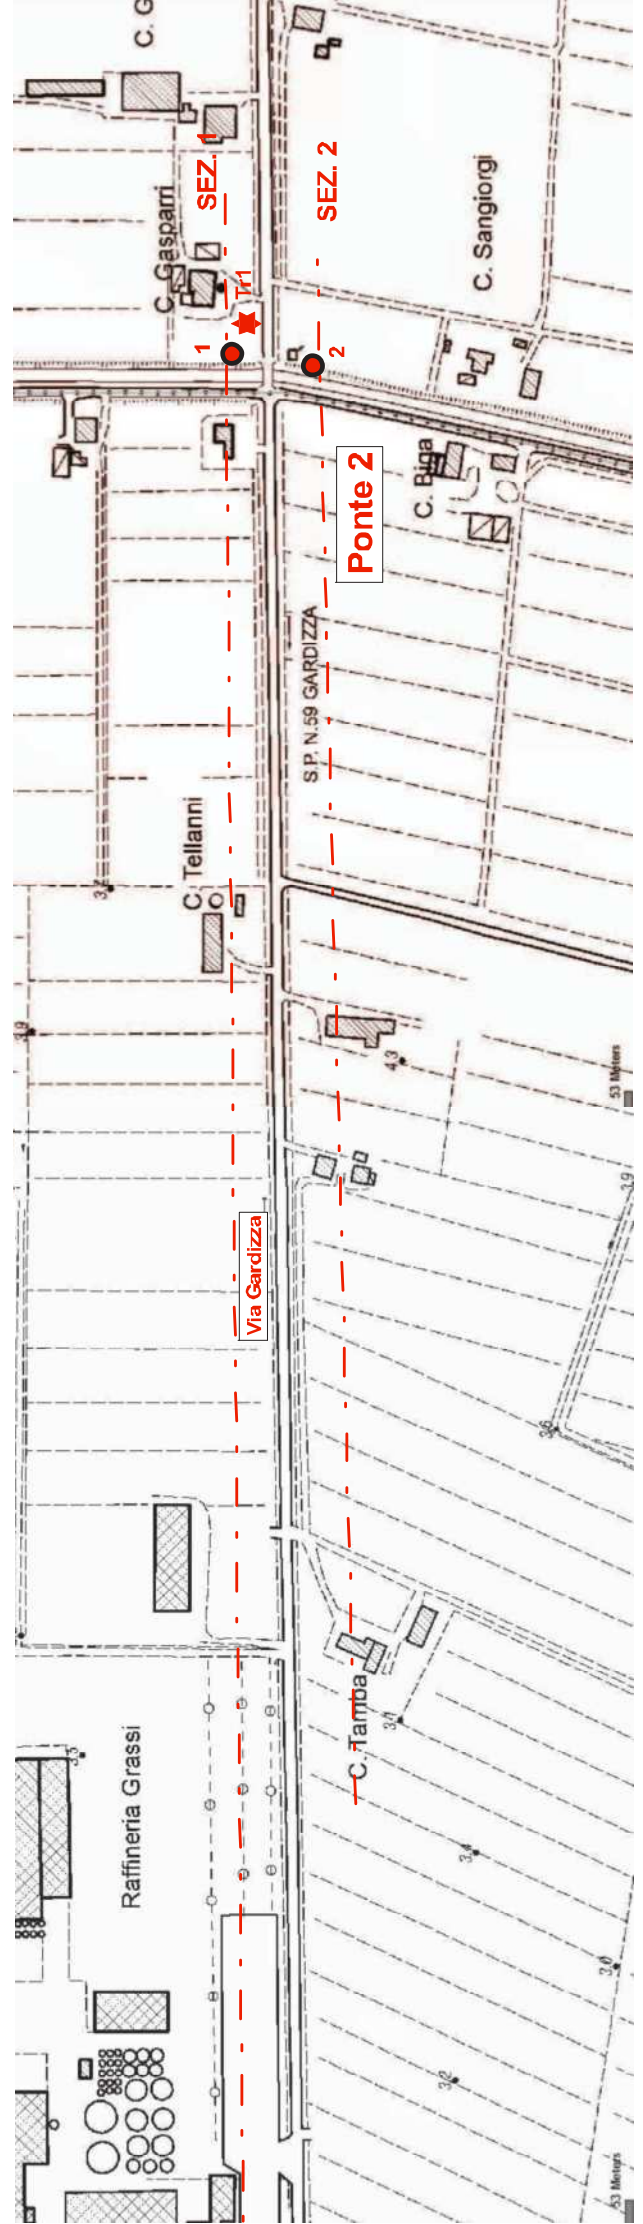 C. G
SEZ. 1
SEZ. 2
C. Gasparri
C. Sangiorgi
Tr1
1
2
C. Biga
Ponte 2
S.P. N.59 GARDIZZA
C. Tellanni
3.9
4.3
53 Meters
3.9
Via Gardizza
3.6
C. Tamba
3.1
3.5
Raffineria Grassi
3.4
3.0
3.2
53 Meters